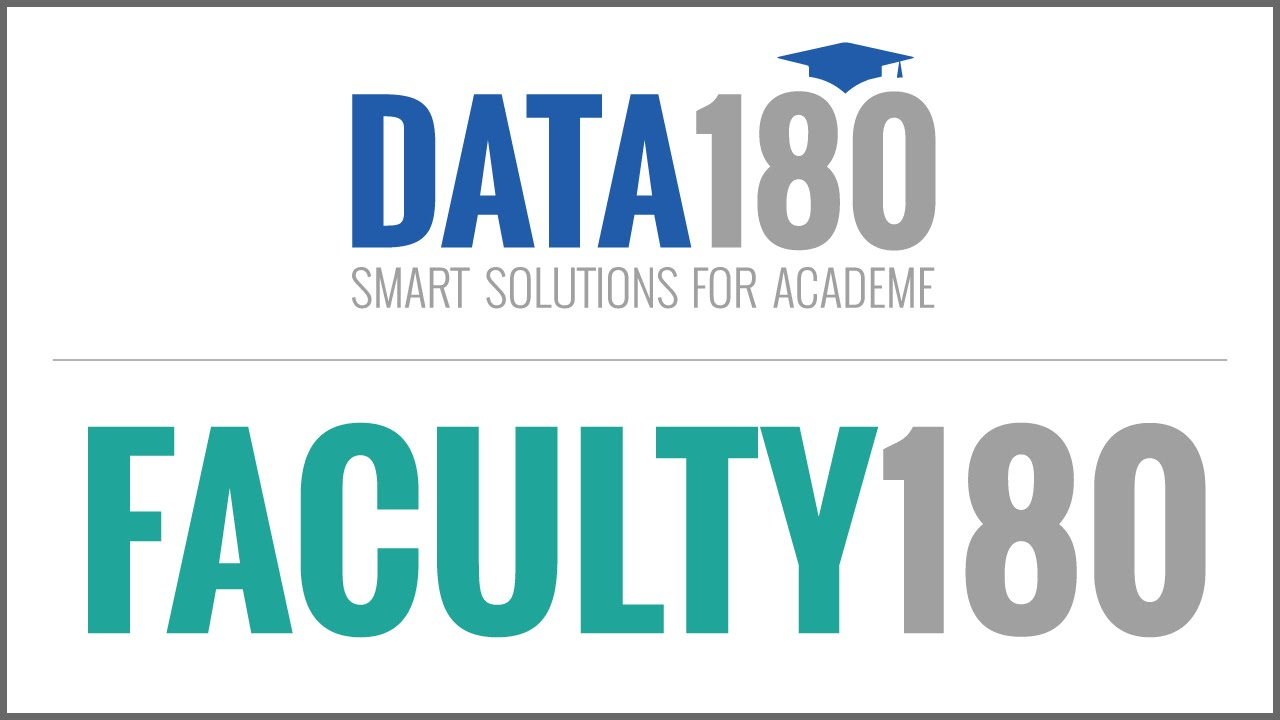 DATA180
SMART SOLUTIONS FOR ACADEME
FACULTY180